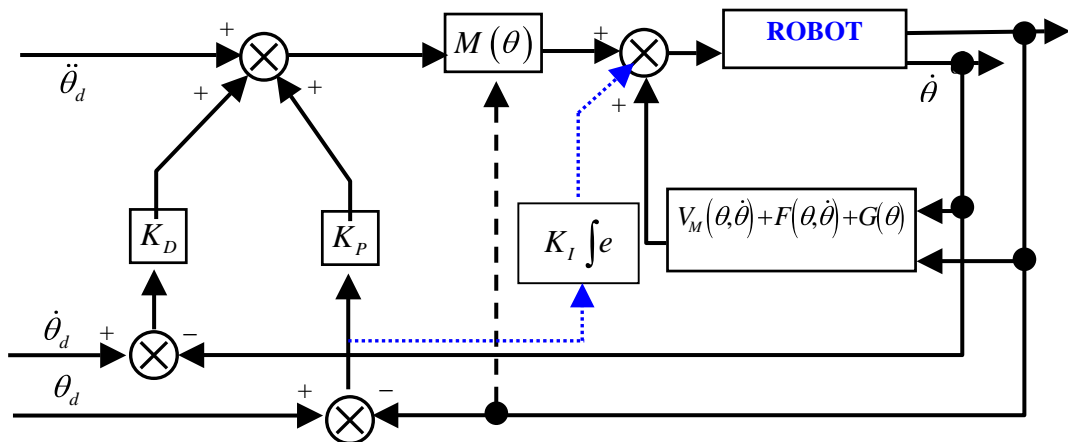 +
θ̈_d
+
+
M(θ)
+
+
ROBOT
θ̇
K_D
K_P
K_I ∫e
V_M(θ,θ̇)+F(θ,θ̇)+G(θ)
θ̇_d
+
−
θ_d
+
−